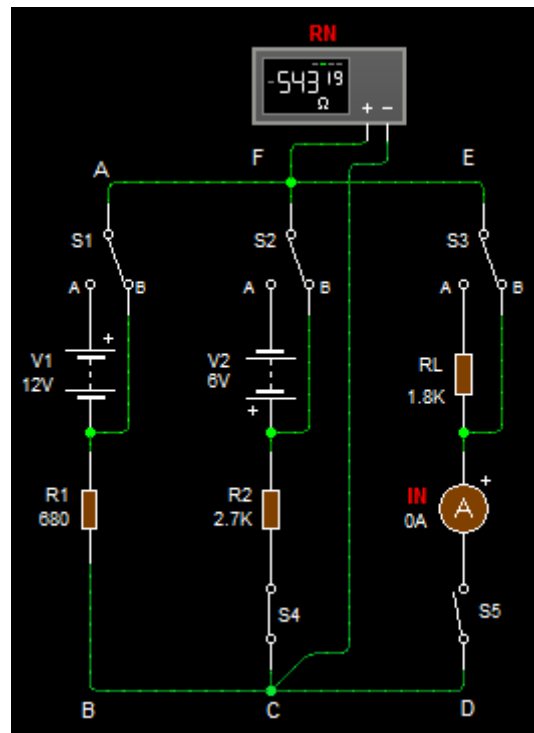 RN
-543.19
Ω
+ −
A F E
S1 S2 S3
A B A B A B
+
V1
12V
V2
6V
+
RL
1.8K
R1
680
R2
2.7K
IN
0A
+
A
S4
S5
B C D